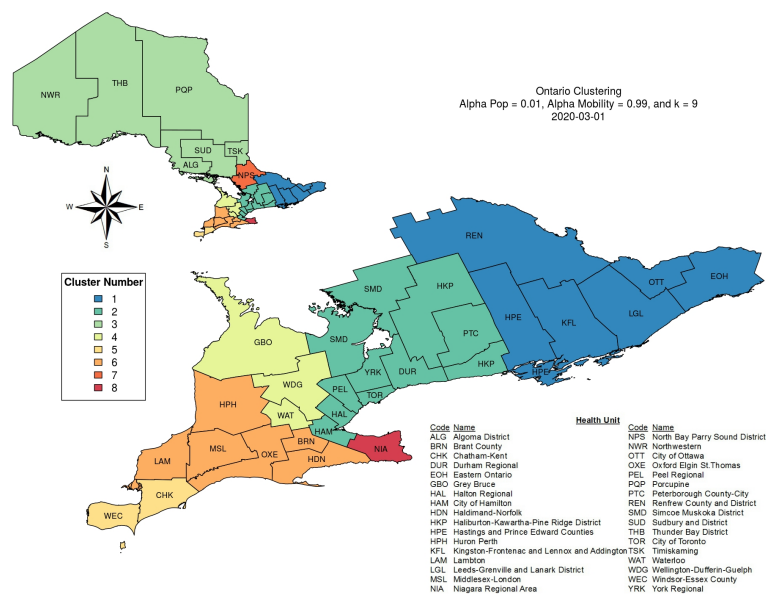 Ontario Clustering
Alpha Pop = 0.01, Alpha Mobility = 0.99, and k = 9
2020-03-01
NWR
THB
PQP
SUD
TSK
ALG
NPS
N
W
E
S
Cluster Number
1
2
3
4
5
6
7
8
REN
EOH
OTT
SMD
HKP
LGL
HPE
KFL
PTC
SMD
GBO
HKP
YRK
DUR
HPE
WDG
PEL
TOR
HPH
WAT
HAL
HAM
BRN
NIA
MSL
OXE
HDN
LAM
CHK
WEC
Health Unit
Code Name
ALG Algoma District
BRN Brant County
CHK Chatham-Kent
DUR Durham Regional
EOH Eastern Ontario
GBO Grey Bruce
HAL Halton Regional
HAM City of Hamilton
HDN Haldimand-Norfolk
HKP Haliburton-Kawartha-Pine Ridge District
HPE Hastings and Prince Edward Counties
HPH Huron Perth
KFL Kingston-Frontenac and Lennox and Addington
LAM Lambton
LGL Leeds-Grenville and Lanark District
MSL Middlesex-London
NIA Niagara Regional Area
Code Name
NPS North Bay Parry Sound District
NWR Northwestern
OTT City of Ottawa
OXE Oxford Elgin St.Thomas
PEL Peel Regional
PQP Porcupine
PTC Peterborough County-City
REN Renfrew County and District
SMD Simcoe Muskoka District
SUD Sudbury and District
THB Thunder Bay District
TOR City of Toronto
TSK Timiskaming
WAT Waterloo
WDG Wellington-Dufferin-Guelph
WEC Windsor-Essex County
YRK York Regional